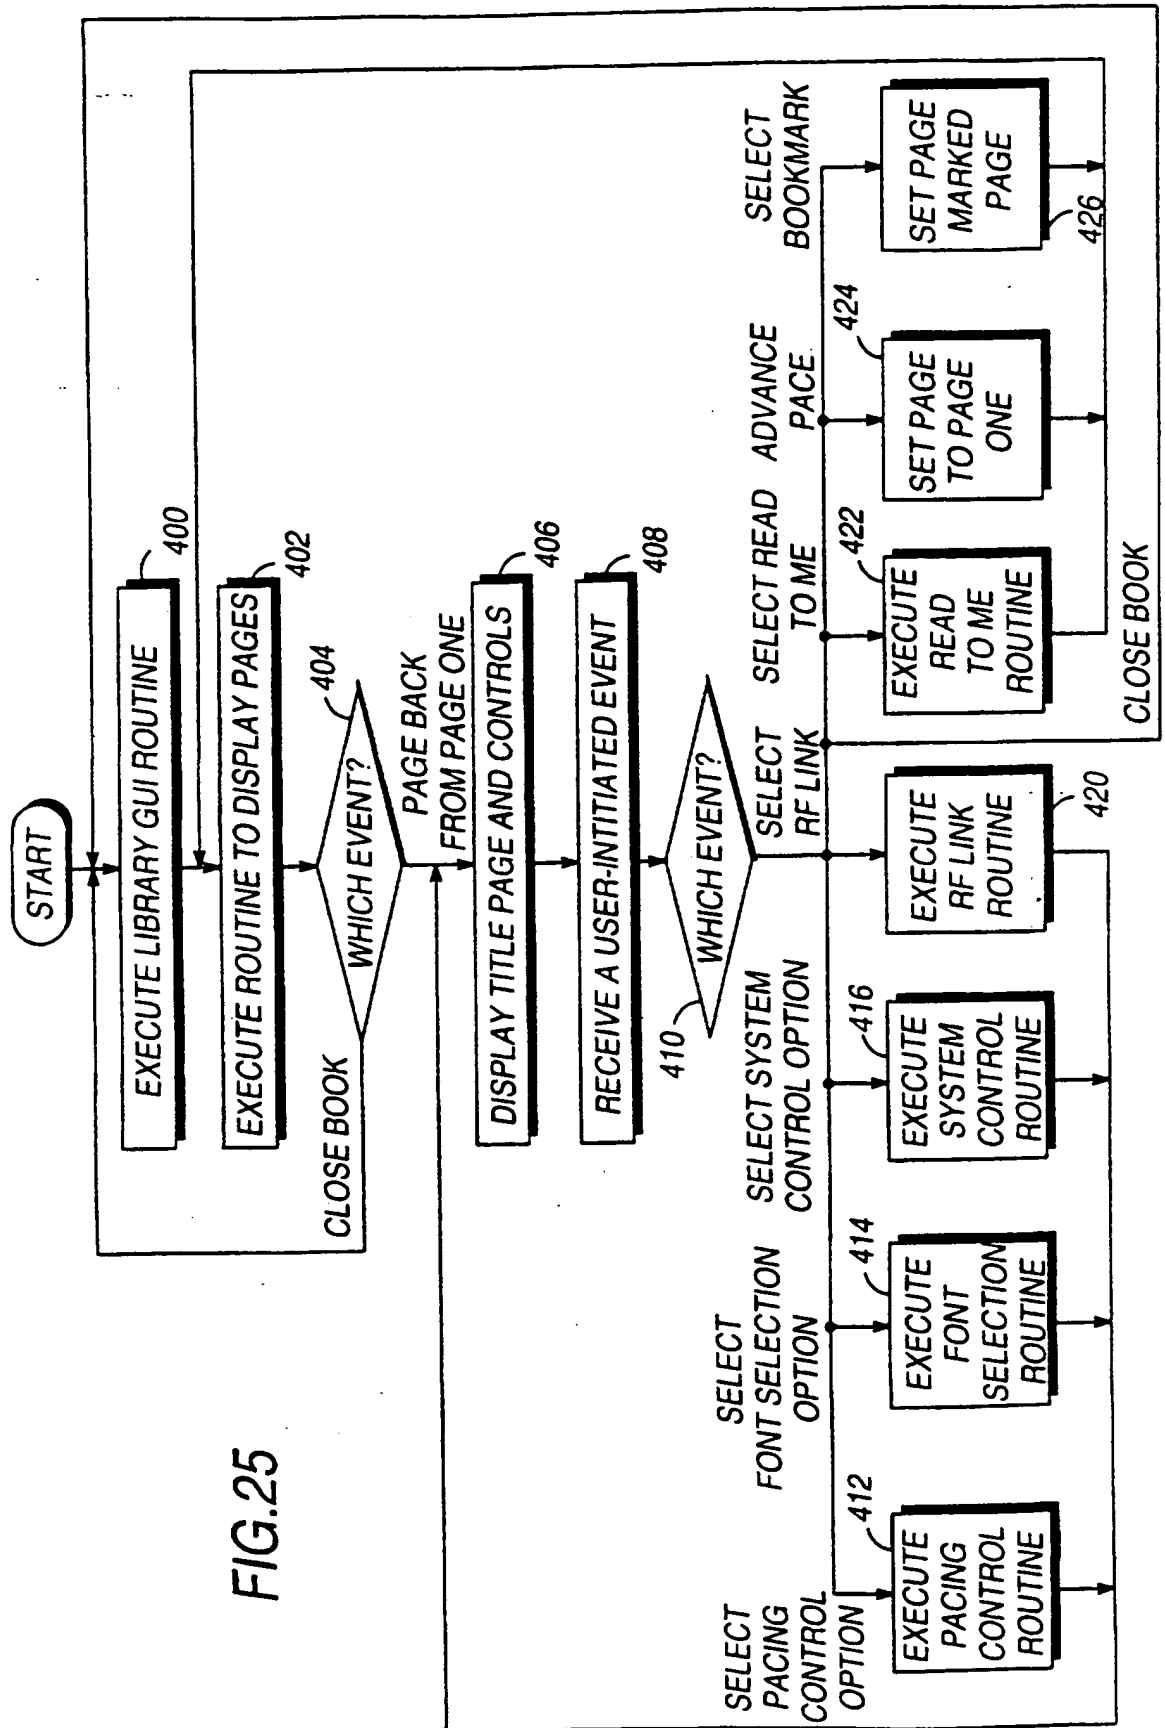 FIG.25
START
EXECUTE LIBRARY GUI ROUTINE
400
EXECUTE ROUTINE TO DISPLAY PAGES
402
WHICH EVENT?
404
CLOSE BOOK
PAGE BACK
FROM PAGE ONE
DISPLAY TITLE PAGE AND CONTROLS
406
RECEIVE A USER-INTITIATED EVENT
408
WHICH EVENT?
410
SELECT
PACING
CONTROL
OPTION
SELECT
FONT SELECTION
OPTION
SELECT SYSTEM
CONTROL OPTION
SELECT
RF LINK
SELECT READ
TO ME
ADVANCE
PACE
SELECT
BOOKMARK
EXECUTE
PACING
CONTROL
ROUTINE
412
EXECUTE
FONT
SELECTION
ROUTINE
414
EXECUTE
SYSTEM
CONTROL
ROUTINE
416
EXECUTE
RF LINK
ROUTINE
420
EXECUTE
READ
TO ME
ROUTINE
422
SET PAGE
TO PAGE
ONE
424
SET PAGE
MARKED
PAGE
426
CLOSE BOOK